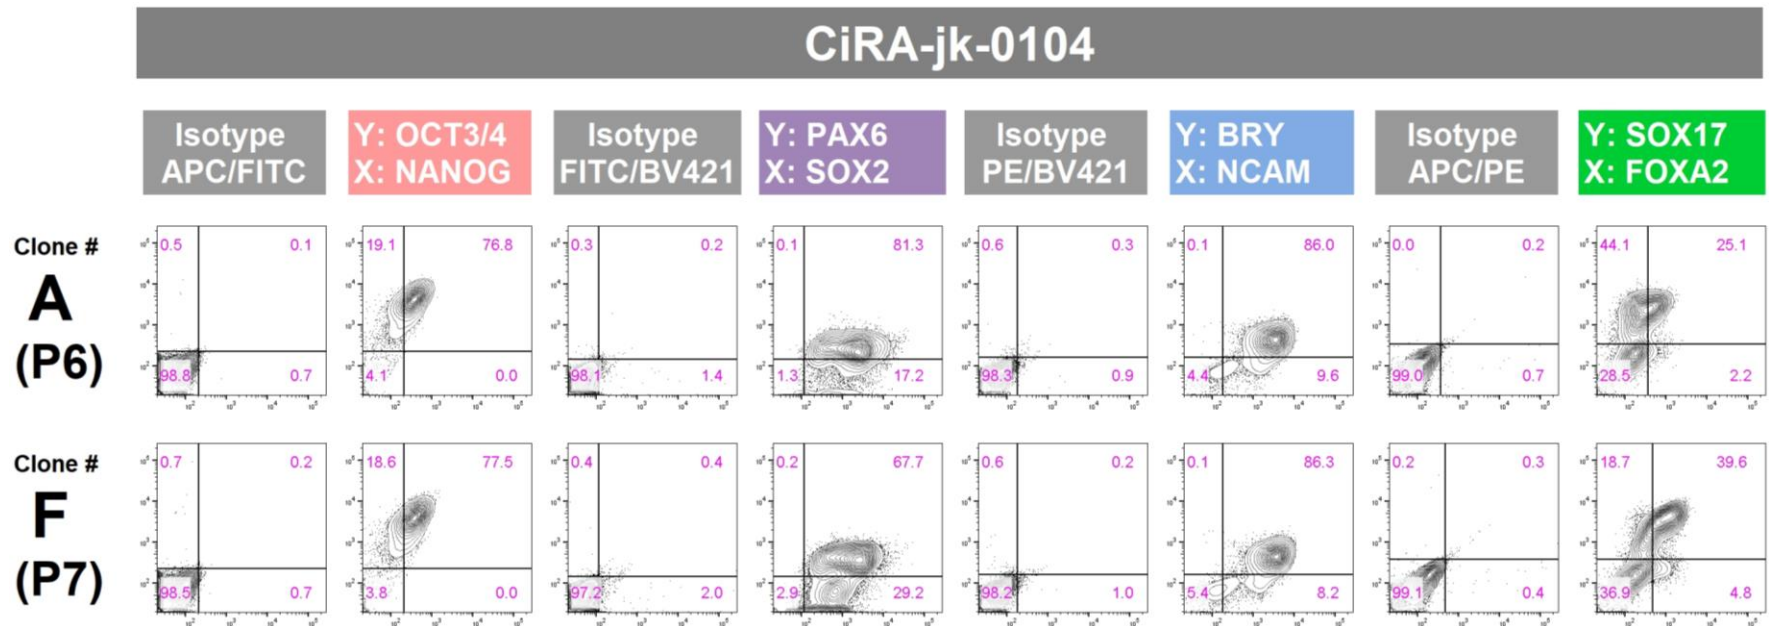 CiRA-jk-0104
Isotype APC/FITC
Y: OCT3/4 X: NANOG
Isotype FITC/BV421
Y: PAX6 X: SOX2
Isotype PE/BV421
Y: BRY X: NCAM
Isotype APC/PE
Y: SOX17 X: FOXA2
Clone #
A
(P6)
0.5 0.1 19.1 76.8 0.3 0.2 0.1 81.3 0.6 0.3 0.1 86.0 0.0 0.2 44.1 25.1
98.8 0.7 4.1 0.0 98.1 1.4 1.3 17.2 98.3 0.9 4.4 9.6 99.0 0.7 28.5 2.2
Clone #
F
(P7)
0.7 0.2 18.6 77.5 0.4 0.4 0.2 67.7 0.6 0.2 0.1 86.3 0.2 0.3 18.7 39.6
98.5 0.7 3.8 0.0 97.2 2.0 2.9 29.2 98.2 1.0 5.4 8.2 99.1 0.4 36.9 4.8